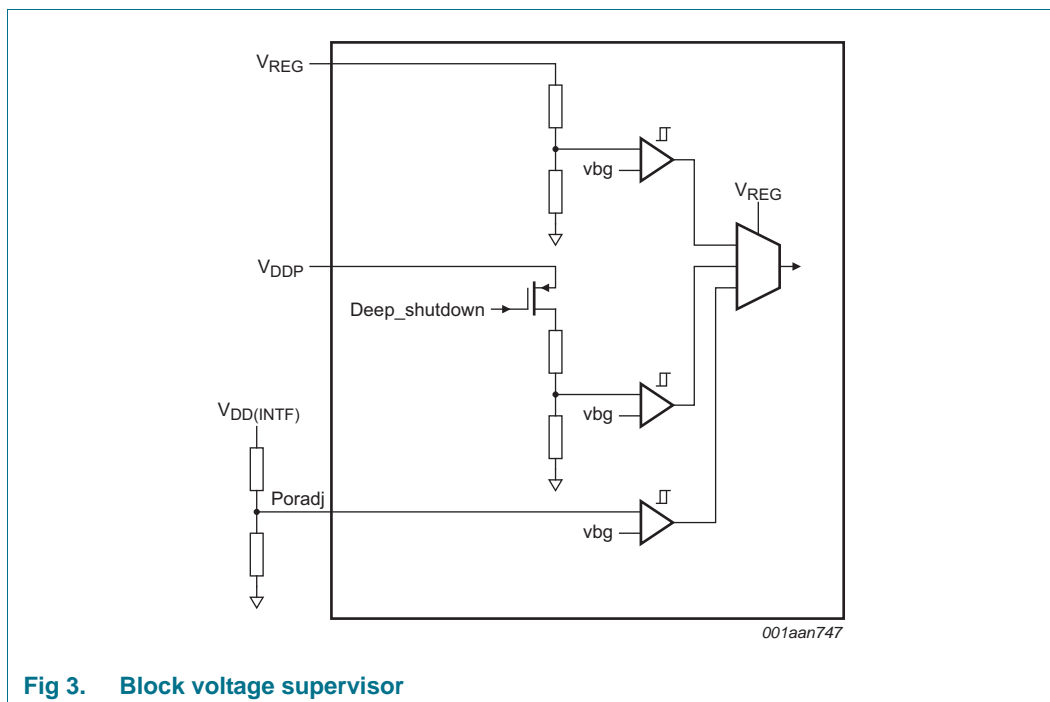 VREG
vbg
VREG
VDDP
Deep_shutdown
vbg
VDD(INTF)
Poradj
vbg
001aan747
Fig 3. Block voltage supervisor